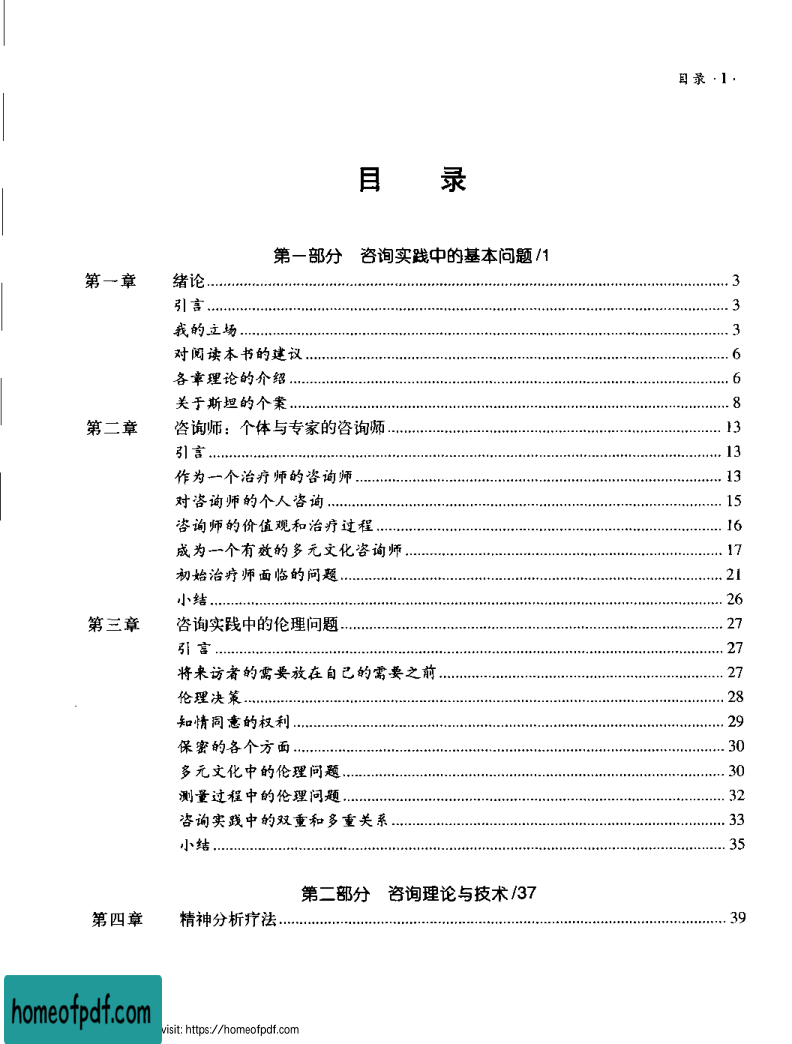 目录 ·1·
目 录
第一部分 咨询实践中的基本问题/1
第一章 绪论 3
引言 3
我的立场 3
对阅读本书的建议 6
各章理论的介绍 6
关于斯坦的个案 8
第二章 咨询师：个体与专家的咨询师 13
引言 13
作为一个治疗师的咨询师 13
对咨询师的个人咨询 15
咨询师的价值观和治疗过程 16
成为一个有效的多元文化咨询师 17
初始治疗师面临的问题 21
小结 26
第三章 咨询实践中的伦理问题 27
引言 27
将来访者的需要放在自己的需要之前 27
伦理决策 28
知情同意的权利 29
保密的各个方面 30
多元文化中的伦理问题 30
测量过程中的伦理问题 32
咨询实践中的双重和多重关系 33
小结 35
第二部分 咨询理论与技术/37
第四章 精神分析疗法 39
homeofpdf.com
visit: https://homeofpdf.com